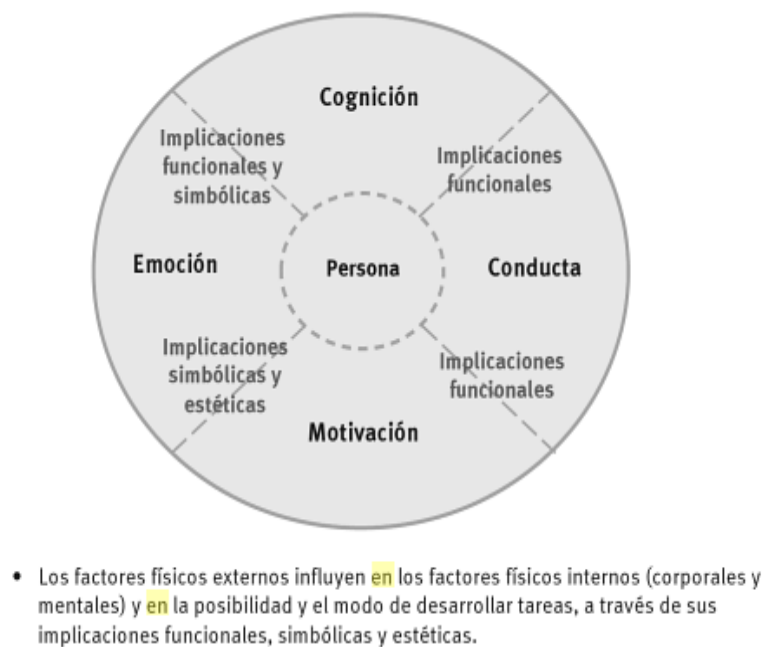 Cognición
Implicaciones
funcionales y
simbólicas
Implicaciones
funcionales
Emoción
Persona
Conducta
Implicaciones
simbólicas y
estéticas
Implicaciones
funcionales
Motivación
• Los factores físicos externos influyen en los factores físicos internos (corporales y
mentales) y en la posibilidad y el modo de desarrollar tareas, a través de sus
implicaciones funcionales, simbólicas y estéticas.